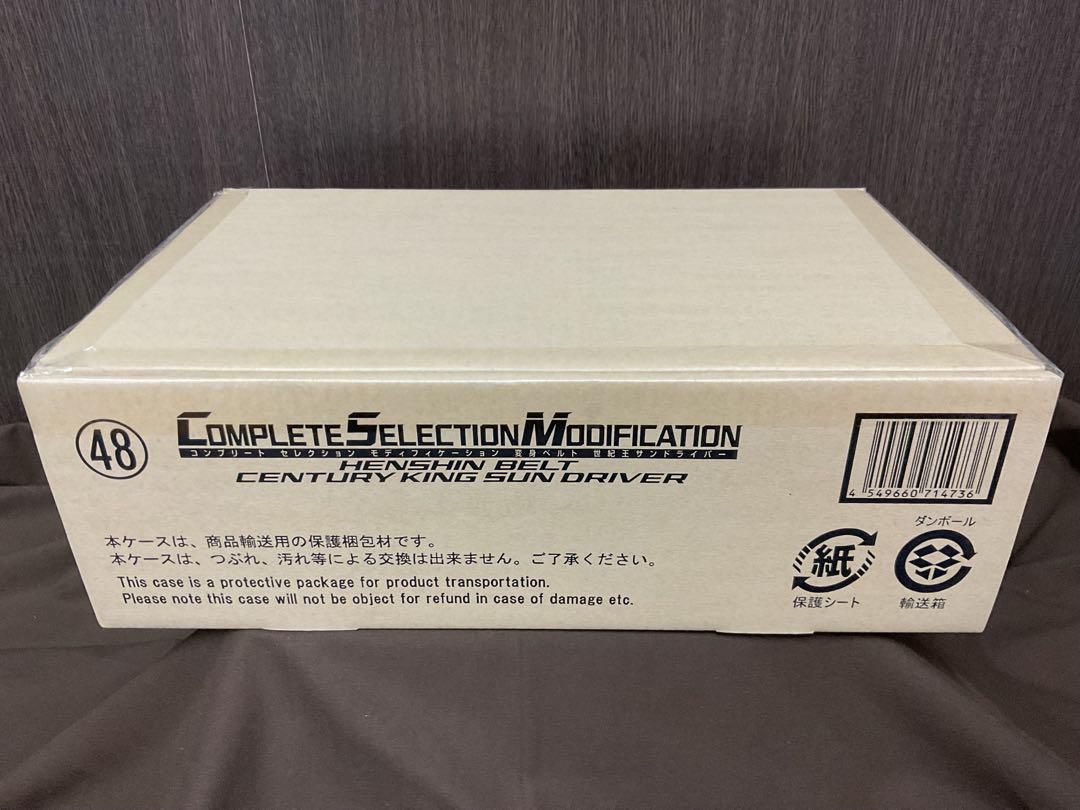 48
COMPLETE SELECTION MODIFICATION
コンプリート セレクション モディフィケーション 変身ベルト 世紀王サンドライバー
HENSHIN BELT
CENTURY KING SUN DRIVER
4 549660 714736
本ケースは、商品輸送用の保護梱包材です。
本ケースは、つぶれ、汚れ等による交換は出来ません。ご了承ください。
This case is a protective package for product transportation.
Please note this case will not be object for refund in case of damage etc.
紙
保護シート
ダンボール
輸送箱